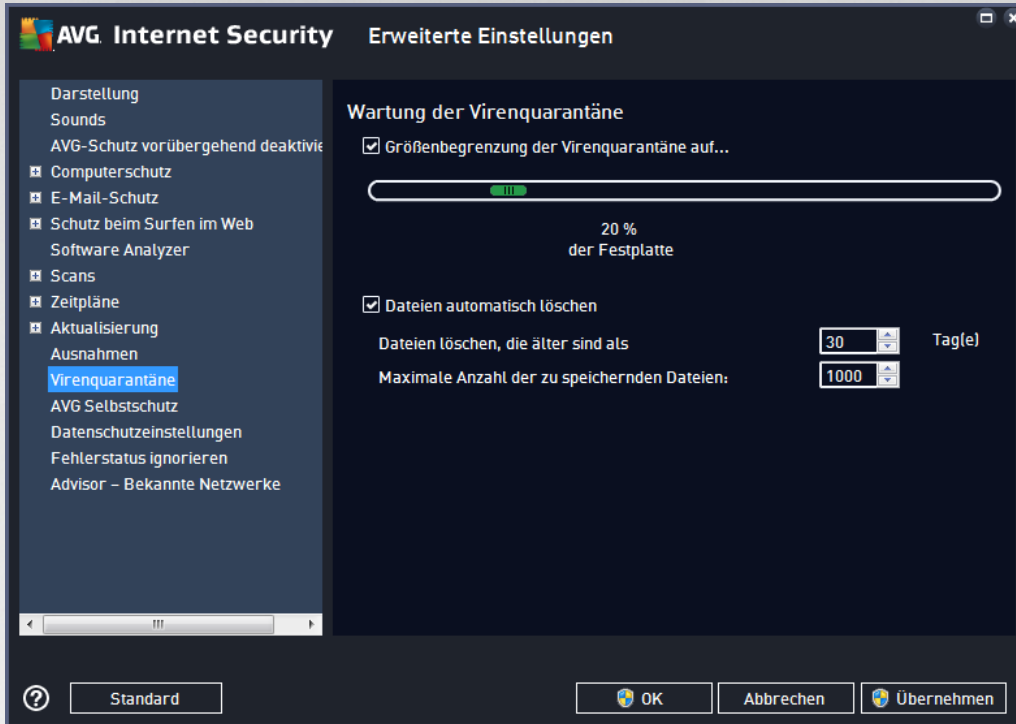 AVG. Internet Security Erweiterte Einstellungen
Darstellung
Sounds
AVG-Schutz vorübergehend
Computerschutz
E-Mail-Schutz
Schutz beim Surfen im Web
Software Analyzer
Scans
Zeitpläne
Aktualisierung
Ausnahmen
Virenquarantäne
AVG Selbstschutz
Datenschutzeinstellungen
Fehlerstatus ignorieren
Advisor – Bekannte Netzwerke
Wartung der Virenquarantäne
Größenbegrenzung der Virenquarantäne auf...
20 %
der Festplatte
Dateien automatisch löschen
Dateien löschen, die älter sind als 30 Tag(e)
Maximale Anzahl der zu speichernden Dateien: 1000
Standard OK Abbrechen Übernehmen